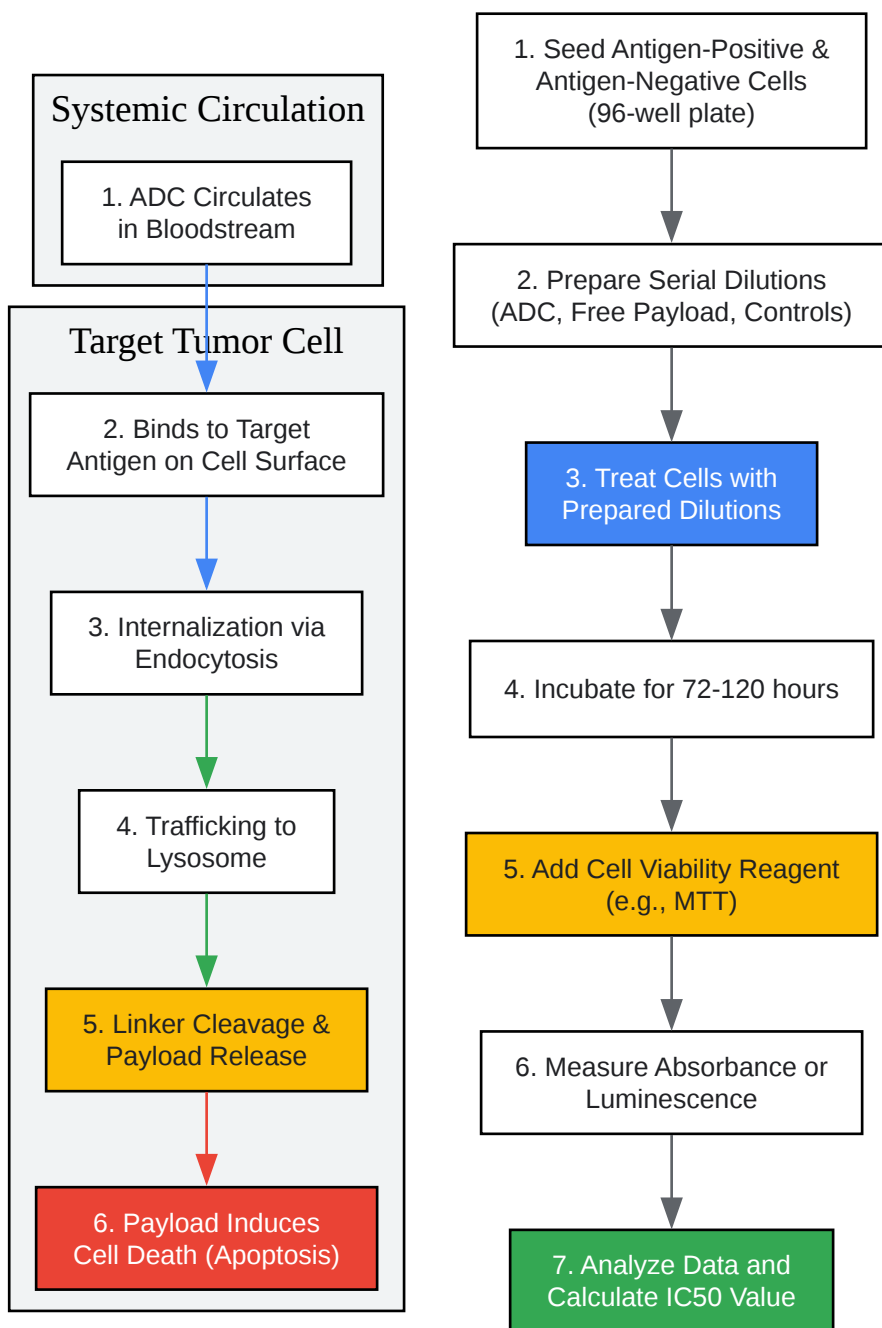 Systemic Circulation
1. ADC Circulates
in Bloodstream
Target Tumor Cell
2. Binds to Target
Antigen on Cell Surface
3. Internalization via
Endocytosis
4. Trafficking to
Lysosome
5. Linker Cleavage &
Payload Release
6. Payload Induces
Cell Death (Apoptosis)
1. Seed Antigen-Positive &
Antigen-Negative Cells
(96-well plate)
2. Prepare Serial Dilutions
(ADC, Free Payload, Controls)
3. Treat Cells with
Prepared Dilutions
4. Incubate for 72-120 hours
5. Add Cell Viability Reagent
(e.g., MTT)
6. Measure Absorbance or
Luminescence
7. Analyze Data and
Calculate IC50 Value